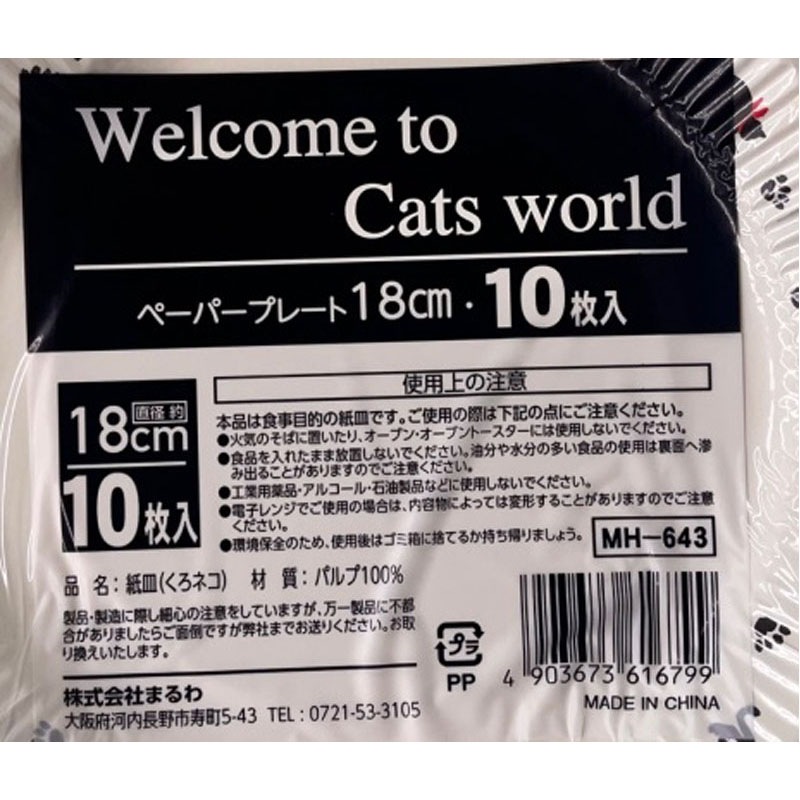 Welcome to
Cats world
ペーパープレート18cm・10枚入
18cm 直径約
10枚入
使用上の注意
本品は食事目的の紙皿です。ご使用の際は下記の点にご注意ください。
●火気のそばに置いたり、オーブン・オーブントースターには使用しないでください。
●食品を入れたまま放置しないでください。油分や水分の多い食品の使用は裏面へ滲
み出ることがありますのでご注意ください。
●工業用薬品・アルコール・石油製品などに使用しないでください。
●電子レンジでご使用の場合は、内容物によっては変形することがありますのでご注意
ください。
●環境保全のため、使用後はゴミ箱に捨てるか持ち帰りましょう。
MH-643
品 名:紙皿(くろネコ) 材 質:パルプ100%
製品・製造に際し細心の注意をしていますが、万一製品に不都
合がありましたらご面倒ですが弊社までお送りください。お取
り換えいたします。
株式会社まるわ
大阪府河内長野市寿町5-43 TEL:0721-53-3105
プラ
PP
4 903673 616799
MADE IN CHINA